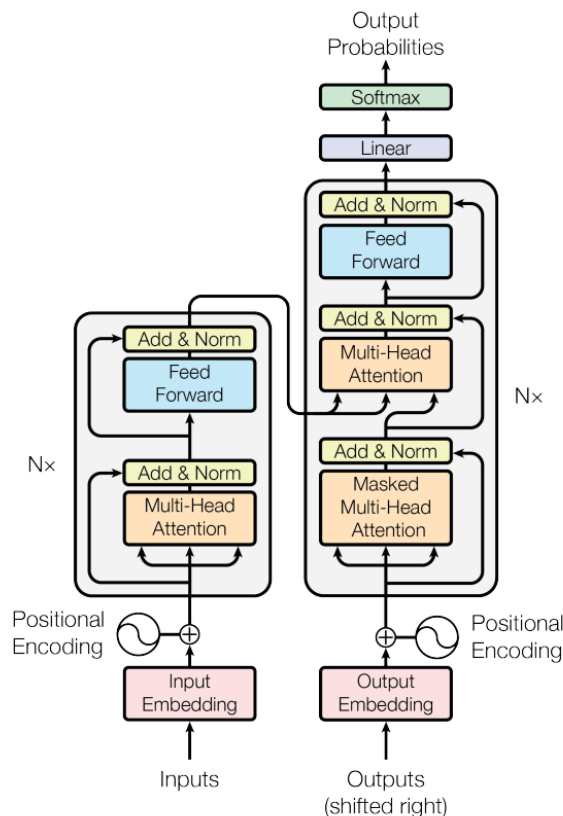 Output
Probabilities
Softmax
Linear
Add & Norm
Feed
Forward
Add & Norm
Multi-Head
Attention
Add & Norm
Masked
Multi-Head
Attention
Nx
Positional
Encoding
Output
Embedding
Outputs
(shifted right)
Add & Norm
Feed
Forward
Add & Norm
Multi-Head
Attention
Nx
Positional
Encoding
Input
Embedding
Inputs